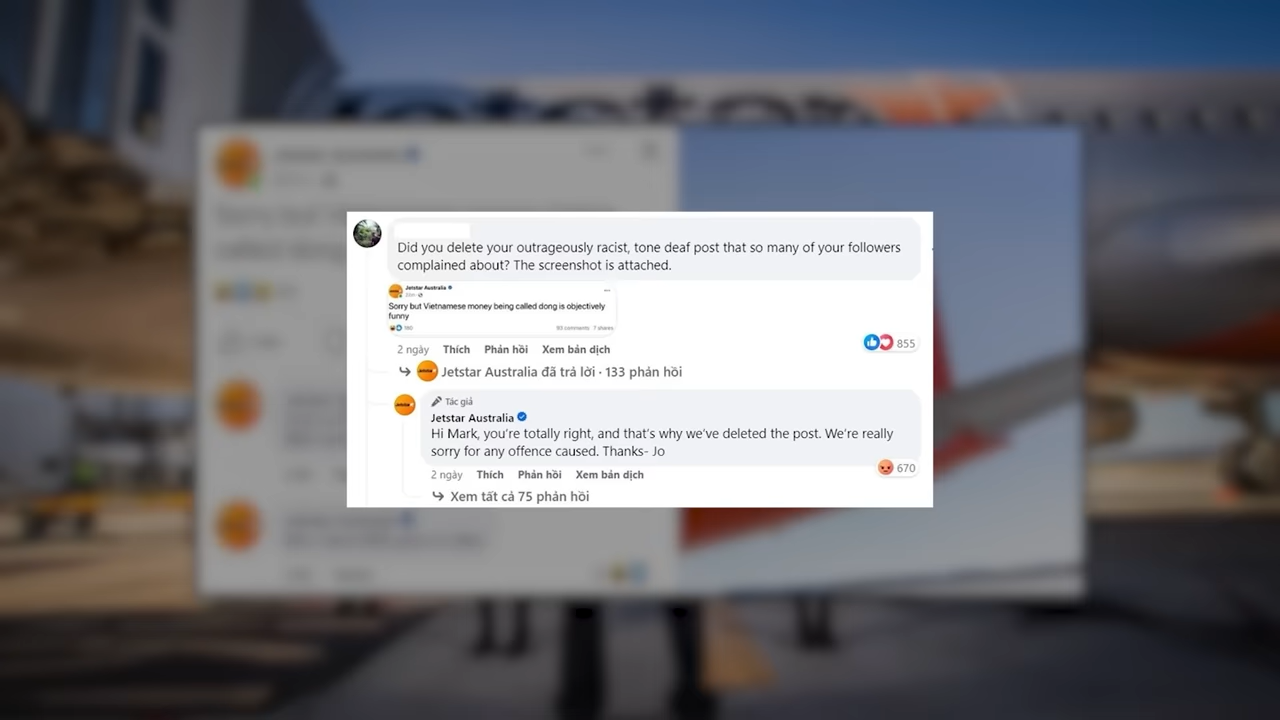 Did you delete your outrageously racist, tone deaf post that so many of your followers
complained about? The screenshot is attached.
Jetstar Australia
Sorry but Vietnamese money being called dong is objectively
funny
180
93 comments 7 shares
2 ngày Thích Phản hồi Xem bản dịch
855
Jetstar Australia đã trả lời · 133 phản hồi
Tác giả
Jetstar Australia
Hi Mark, you're totally right, and that's why we've deleted the post. We're really
sorry for any offence caused. Thanks- Jo
2 ngày Thích Phản hồi Xem bản dịch
670
Xem tất cả 75 phản hồi